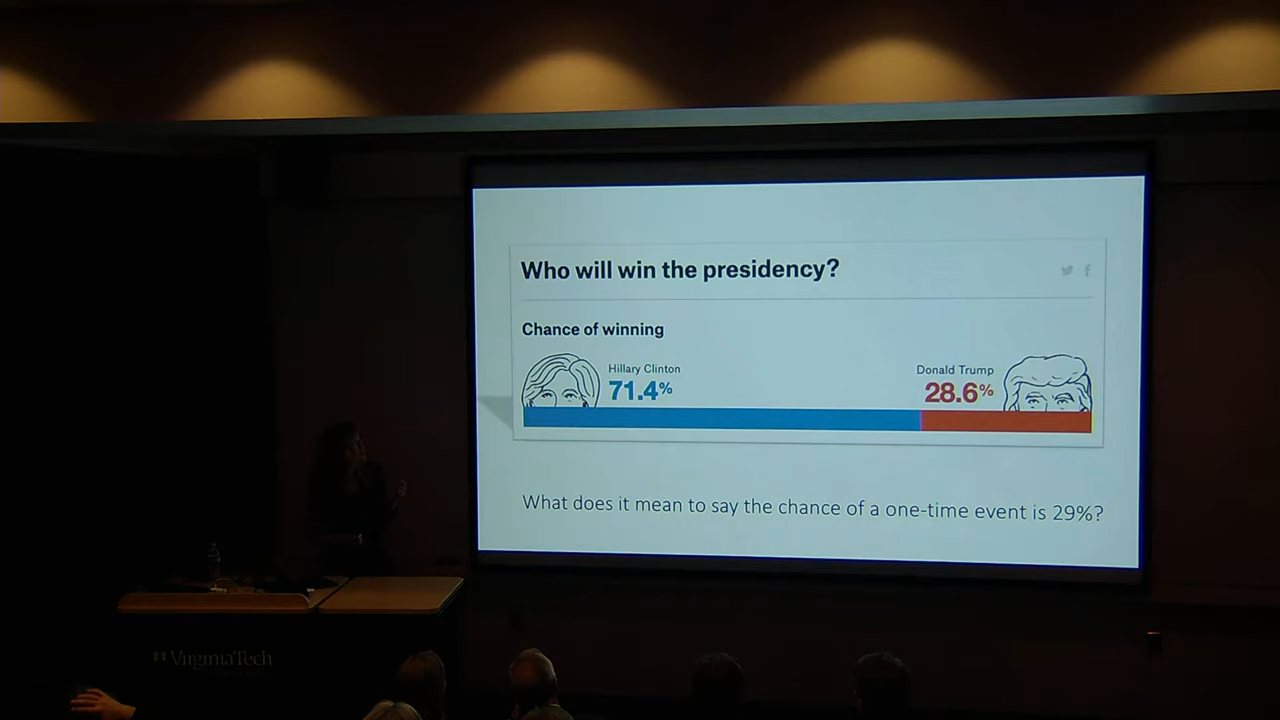 Who will win the presidency?
Chance of winning
Hillary Clinton
71.4%
Donald Trump
28.6%
What does it mean to say the chance of a one-time event is 29%?
VirginiaTech